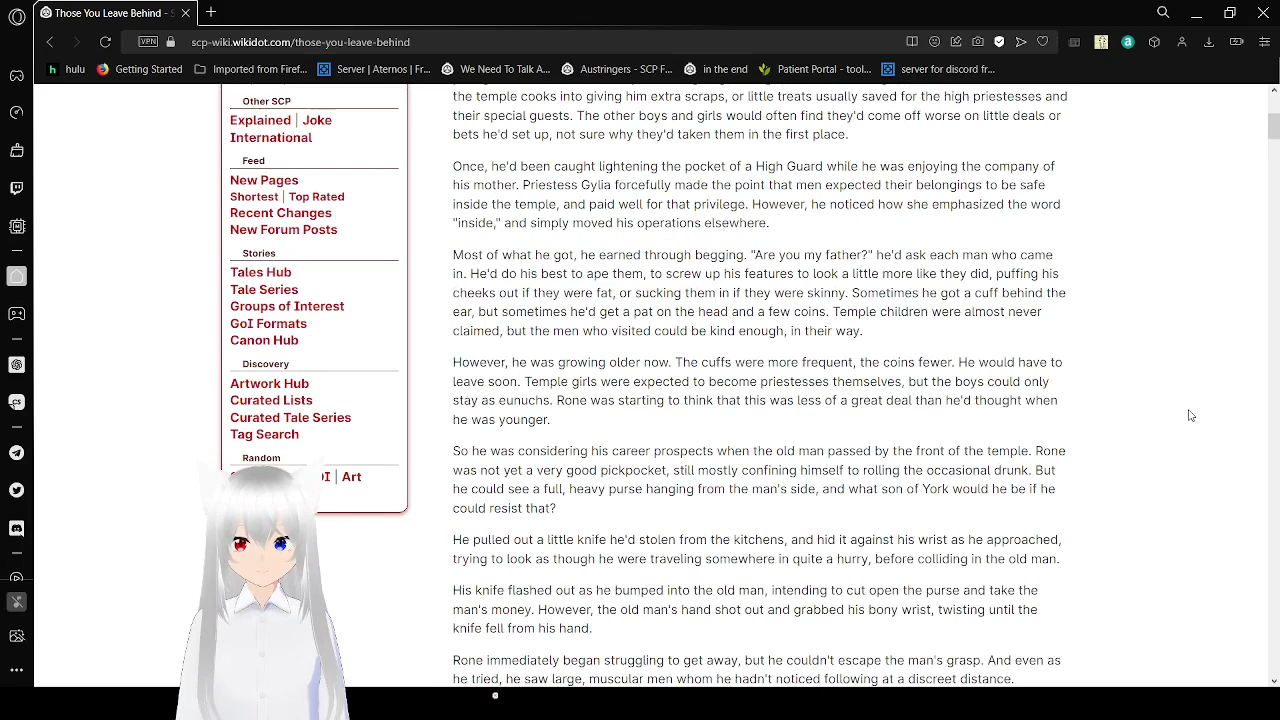 Those You Leave Behind - S
scp-wiki.wikidot.com/those-you-leave-behind
VPN
hulu
Getting Started
Imported from Firef...
Server | Aternos | Fr...
We Need To Talk A...
Austringers - SCP F...
in the end
Patient Portal - tool...
server for discord fr...
Other SCP
Explained | Joke
International
Feed
New Pages
Shortest | Top Rated
Recent Changes
New Forum Posts
Stories
Tales Hub
Tale Series
Groups of Interest
GoI Formats
Canon Hub
Discovery
Artwork Hub
Curated Lists
Curated Tale Series
Tag Search
Random
| Art
the temple cooks into giving him extra scraps, or little treats usually saved for the high priestesses and
their special guests. The other boys and girls would often find they'd come off worse on little deals or
bets he'd set up, not sure why they'd taken them in the first place.
Once, he'd been caught lightening the pocket of a High Guard while he was enjoying the company of
his mother. Priestess Gylia forcefully made the point that men expected their belongings to be safe
inside the temple, and paid well for that privilege. However, he noticed how she emphasized the word
"inside," and simply moved his operations elsewhere.
Most of what he got, he earned through begging. "Are you my father?" he'd ask each man who came
in. He'd do his best to ape them, to screw up his features to look a little more like they did, puffing his
cheeks out if they were fat, or sucking them in if they were skinny. Sometimes he got a cuff behind the
ear, but sometimes he'd get a pat on the head and a few coins. Temple children were almost never
claimed, but the men who visited could be kind enough, in their way.
However, he was growing older now. The cuffs were more frequent, the coins fewer. He would have to
leave soon. Temple girls were expected to become priestesses themselves, but the boys could only
stay as eunuchs. Rone was starting to think that this was less of a great deal than he'd thought when
he was younger.
So he was considering his career prospects when the old man passed by the front of the temple. Rone
was not yet a very good pickpocket, still mostly confining himself to rolling the occasional drunk. But
he could see a full, heavy purse hanging from the man's side, and what son of York would he be if he
could resist that?
He pulled out a little knife he'd stolen from the kitchens, and hid it against his wrist as he approached,
trying to look as though he were traveling somewhere in quite a hurry, before colliding in the old man.
His knife flashed out as he bumped into the old man, intending to cut open the purse and take the
man's money. However, the old man's hand shot out and grabbed his bony wrist, twisting until the
knife fell from his hand.
Rone immediately began struggling to get away, but he couldn't escape the man's grasp. And even as
he tried, he saw large, muscular men whom he hadn't noticed following at a discreet distance.